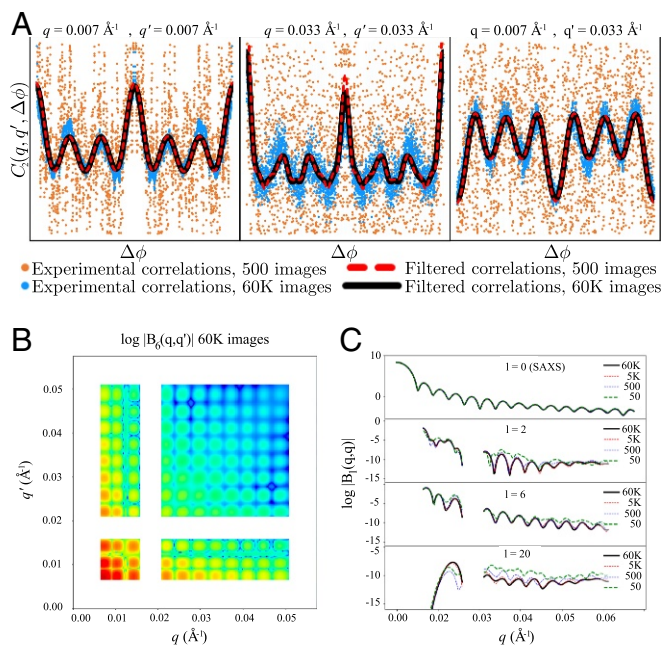 A
q = 0.007 Å-1 , q′ = 0.007 Å-1
q = 0.033 Å-1, q′ = 0.033 Å-1
q = 0.007 Å-1 q' = 0.033 Å-1
C2(q, q′, Δϕ)
Δϕ
Δϕ
Δϕ
Experimental correlations, 500 images
Filtered correlations, 500 images
Experimental correlations, 60K images
Filtered correlations, 60K images
B
log |B6(q,q')| 60K images
q' (Å-1)
0.05
0.04
0.03
0.02
0.01
0.00
0.00 0.01 0.02 0.03 0.04 0.05
q (Å-1)
C
log |Bl(q,q)|
10
0
l = 0 (SAXS)
60K
5K
500
50
0
-5
-10
-15
l = 2
60K
5K
500
50
-5
-10
-15
l = 6
60K
5K
500
50
-5
-10
-15
l = 20
60K
5K
500
50
0.00 0.01 0.02 0.03 0.04 0.05 0.06
q (Å-1)